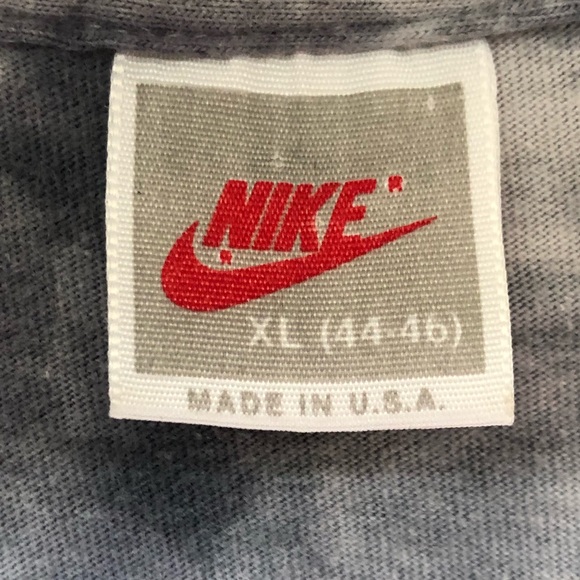 NIKE ®
®
XL (44-46)
MADE IN U.S.A.